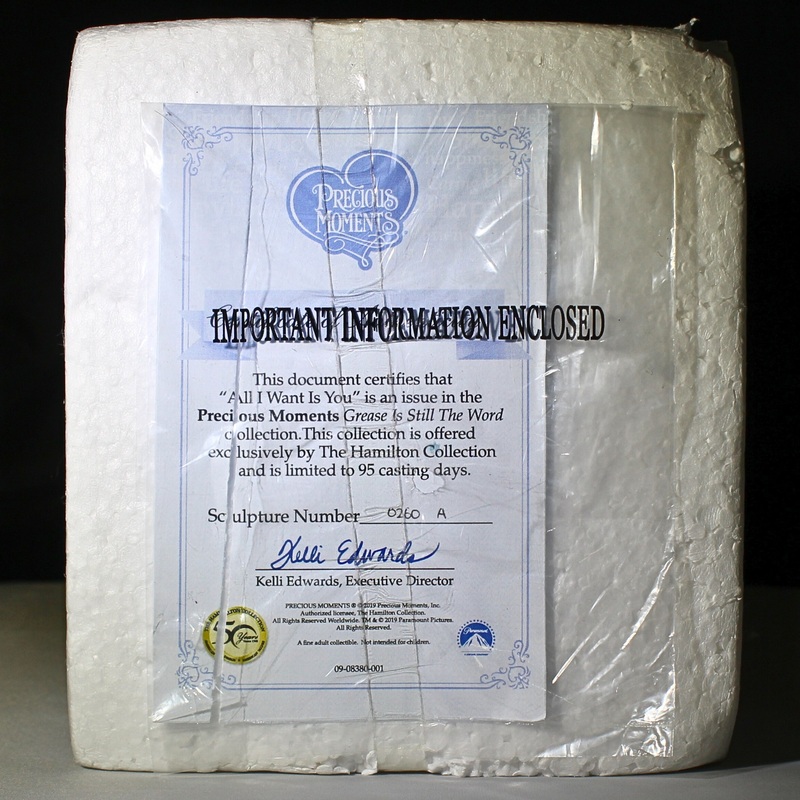 PRECIOUS
MOMENTS
IMPORTANT INFORMATION ENCLOSED
This document certifies that
“All I Want Is You” is an issue in the
Precious Moments Grease Is Still The Word
collection.This collection is offered
exclusively by The Hamilton Collection
and is limited to 95 casting days.
Sculpture Number 0260 A
Kelli Edwards
Kelli Edwards, Executive Director
PRECIOUS MOMENTS ® © 2019 Precious Moments, Inc.
Authorized licensee, The Hamilton Collection.
All Rights Reserved Worldwide. TM & © 2019 Paramount Pictures.
All Rights Reserved.
50 Years
Paramount
A fine adult collectible. Not intended for children.
09-08380-001